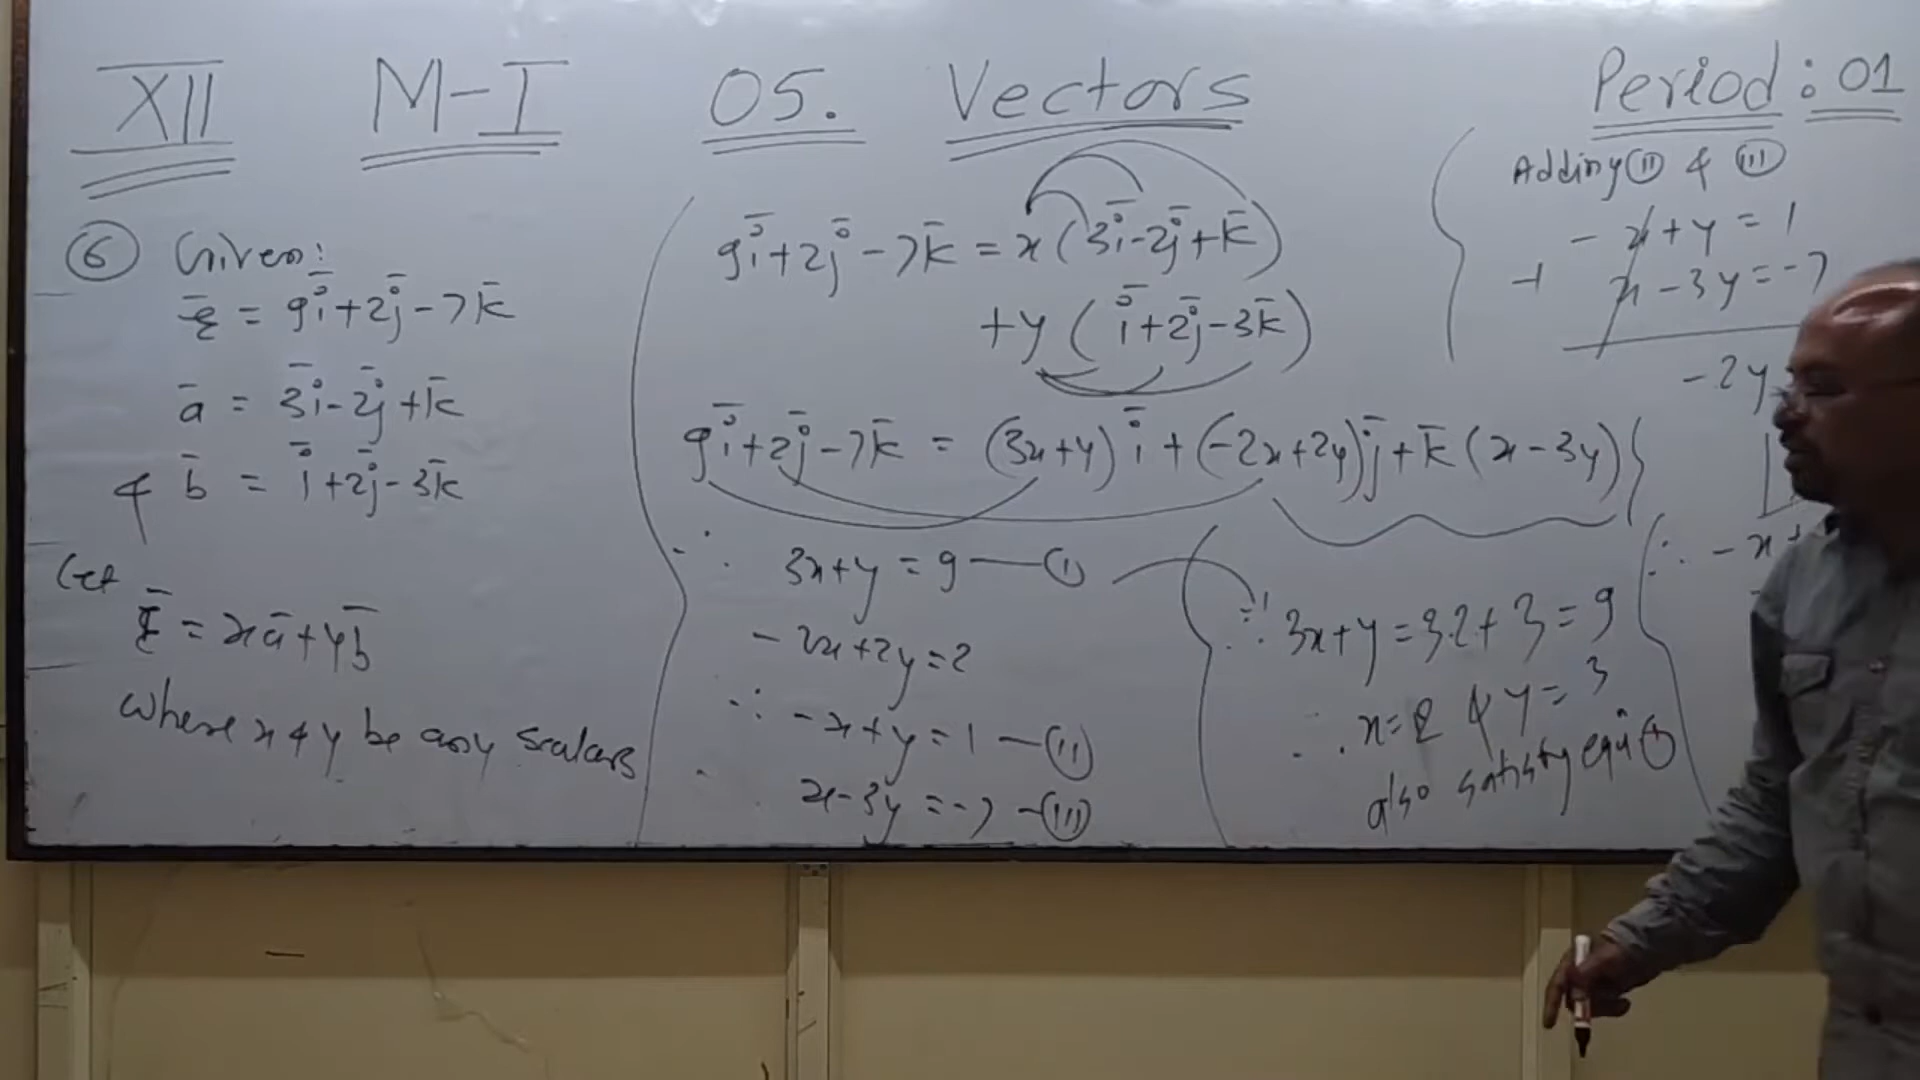 XII M-I 05. Vectors Period: 01
⑥ Given:
c̄ = 9ī+2j̄-7k̄
ā = 3ī-2j̄+k̄
& b̄ = ī+2j̄-3k̄
Let
c̄ = xā+yb̄
Where x & y be any scalars
9ī+2j̄-7k̄ = x(3ī-2j̄+k̄)
+y(ī+2j̄-3k̄)
9ī+2j̄-7k̄ = (3x+y)ī+(-2x+2y)j̄+k̄(x-3y)
∴ 3x+y=9 — (I)
-2x+2y=2
∴ -x+y=1 — (II)
x-3y=-7 — (III)
∵ 3x+y=3.2+3=9
∴ x=2 & y=3
also satisfy equn (I)
Adding (II) & (III)
-x+y=1
+ x-3y=-7
-2y
∴ -x+